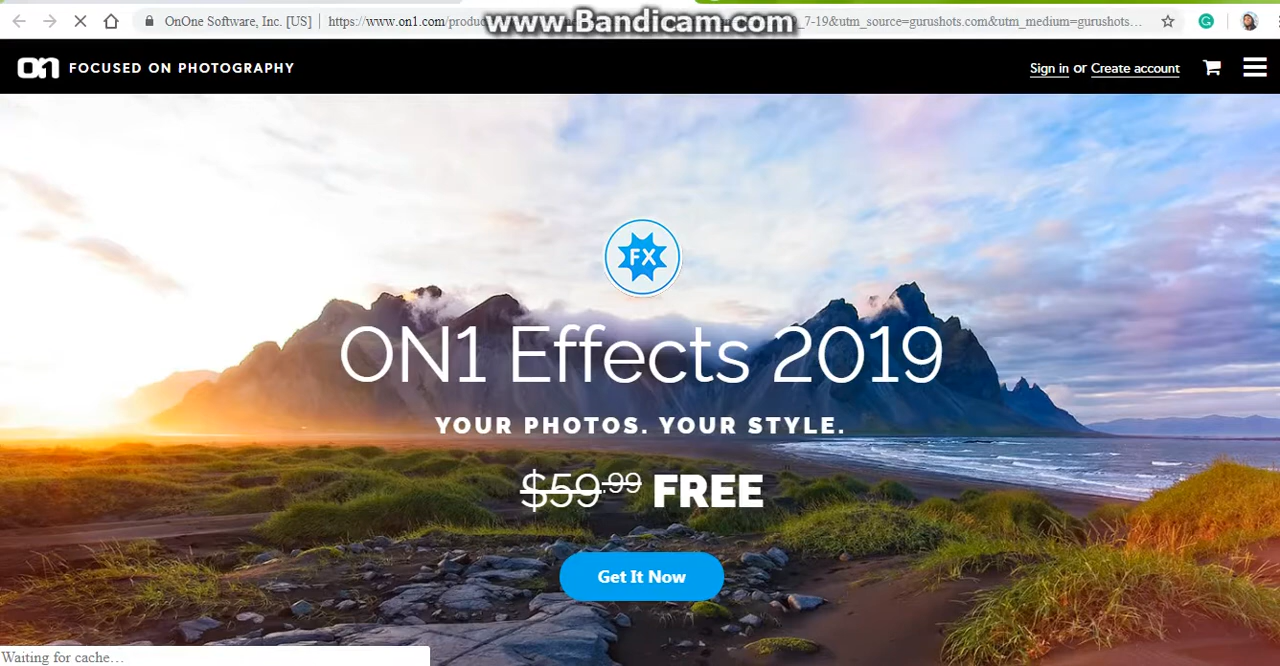 www.Bandicam.com
OnOne Software, Inc. [US] https://www.on1.com/produc _7-19&utm_source=gurushots.com&utm_medium=gurushots...
ON1 FOCUSED ON PHOTOGRAPHY
Sign in or Create account
FX
ON1 Effects 2019
YOUR PHOTOS. YOUR STYLE.
$59.99 FREE
Get It Now
Waiting for cache...